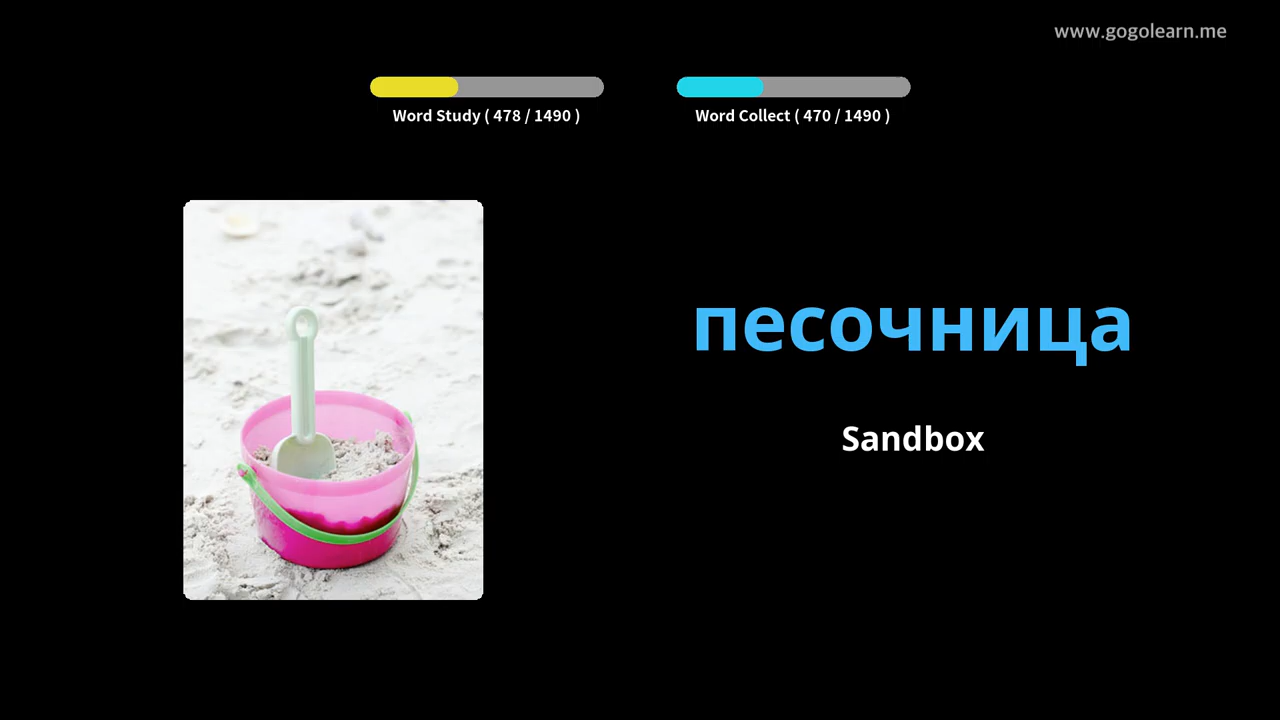 www.gogolearn.me
Word Study ( 478 / 1490 )
Word Collect ( 470 / 1490 )
песочница
Sandbox